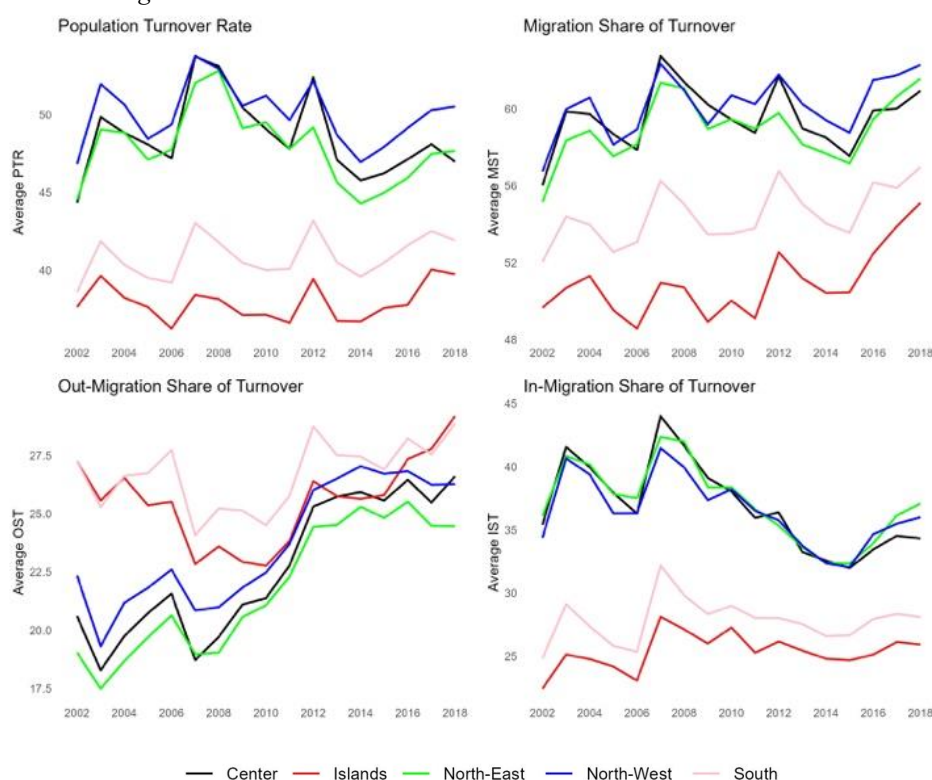 Population Turnover Rate
Migration Share of Turnover
Average PTR
50
45
40
2002 2004 2006 2008 2010 2012 2014 2016 2018
Average MST
60
56
52
48
2002 2004 2006 2008 2010 2012 2014 2016 2018
Out-Migration Share of Turnover
In-Migration Share of Turnover
Average OST
27.5
25.0
22.5
20.0
17.5
2002 2004 2006 2008 2010 2012 2014 2016 2018
Average IST
45
40
35
30
25
2002 2004 2006 2008 2010 2012 2014 2016 2018
Center Islands North-East North-West South